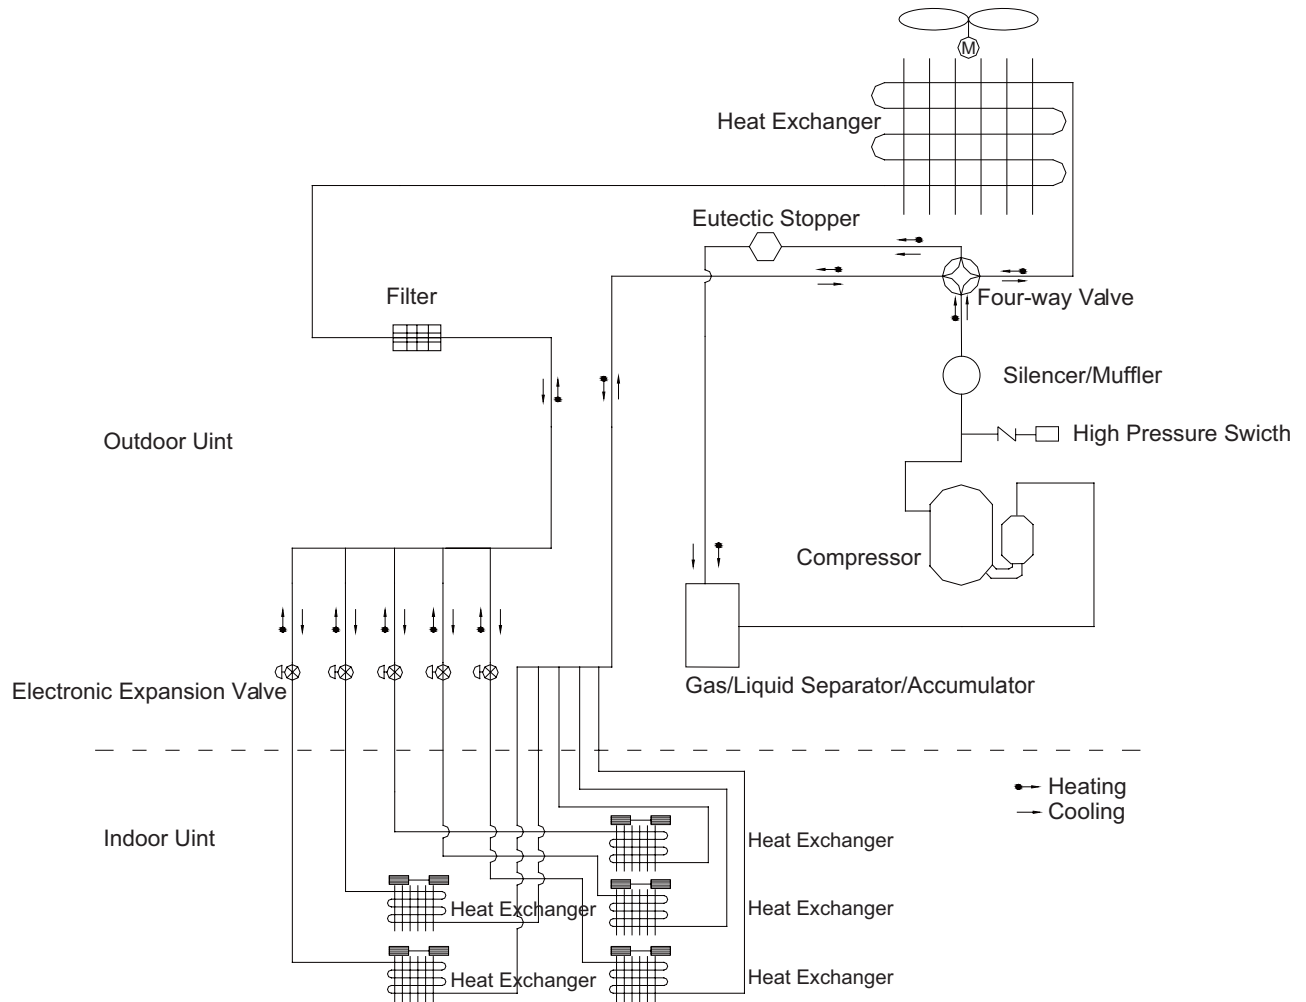 M
Heat Exchanger
Eutectic Stopper
Filter
Four-way Valve
Silencer/Muffler
Outdoor Uint
High Pressure Swicth
Compressor
Electronic Expansion Valve
Gas/Liquid Separator/Accumulator
Heating
Cooling
Indoor Uint
Heat Exchanger
Heat Exchanger
Heat Exchanger
Heat Exchanger
Heat Exchanger